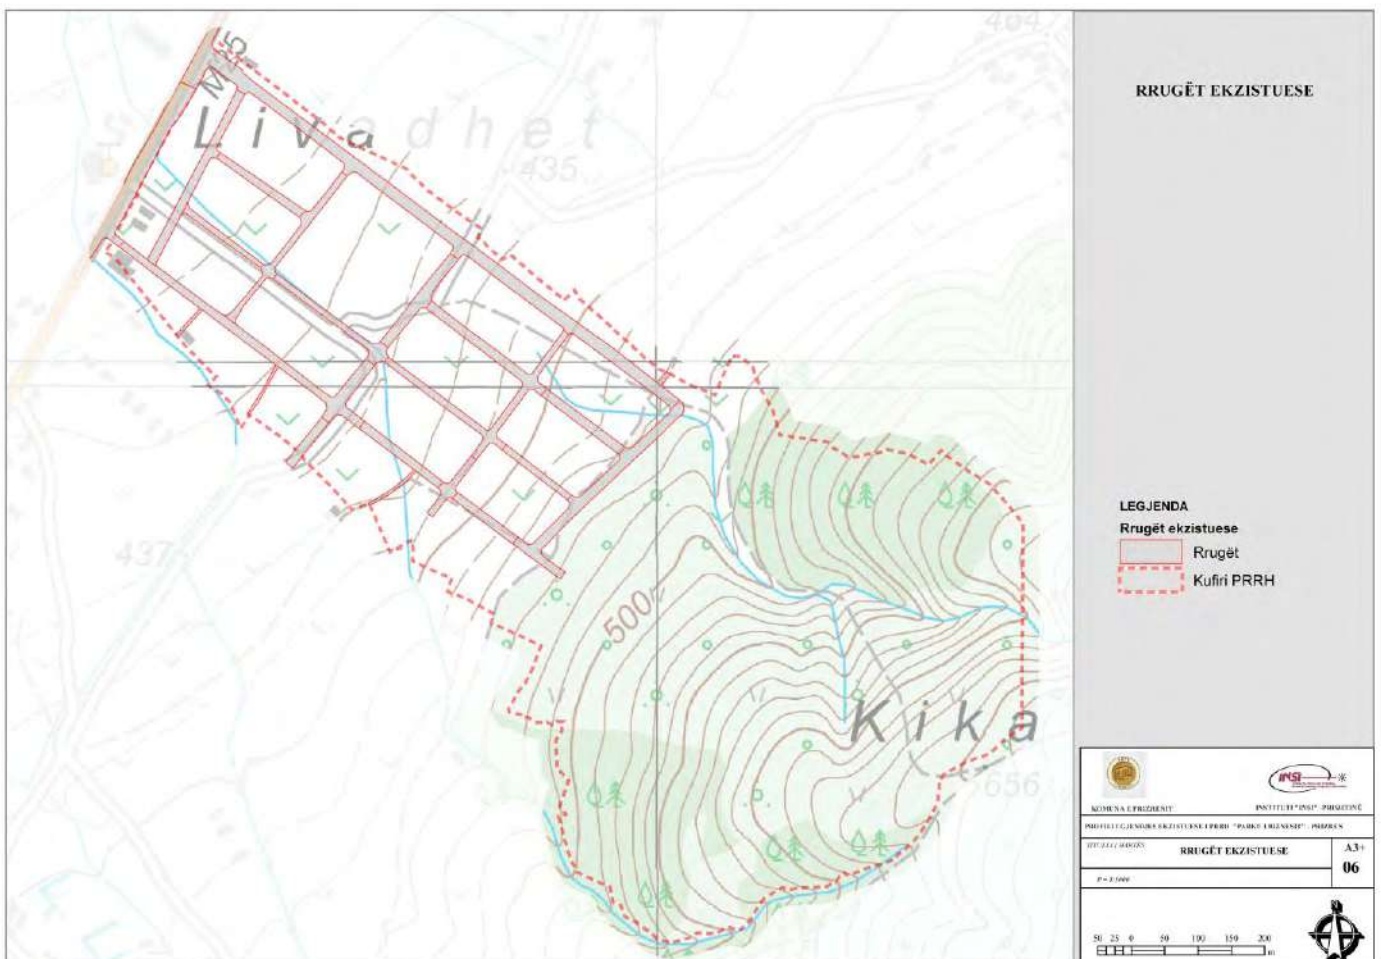 464
M 25
Livadhet
435
437
500
Kika
656
RRUGËT EKZISTUESE
LEGJENDA
Rrugët ekzistuese
Rrugët
Kufiri PRRH
INSI
KOMUNA E PRIZRENIT
INSTITUTI "INSI" - PRISHTINË
RRUGËT EKZISTUESE
A3+
06
50 25 0 50 100 150 200
m